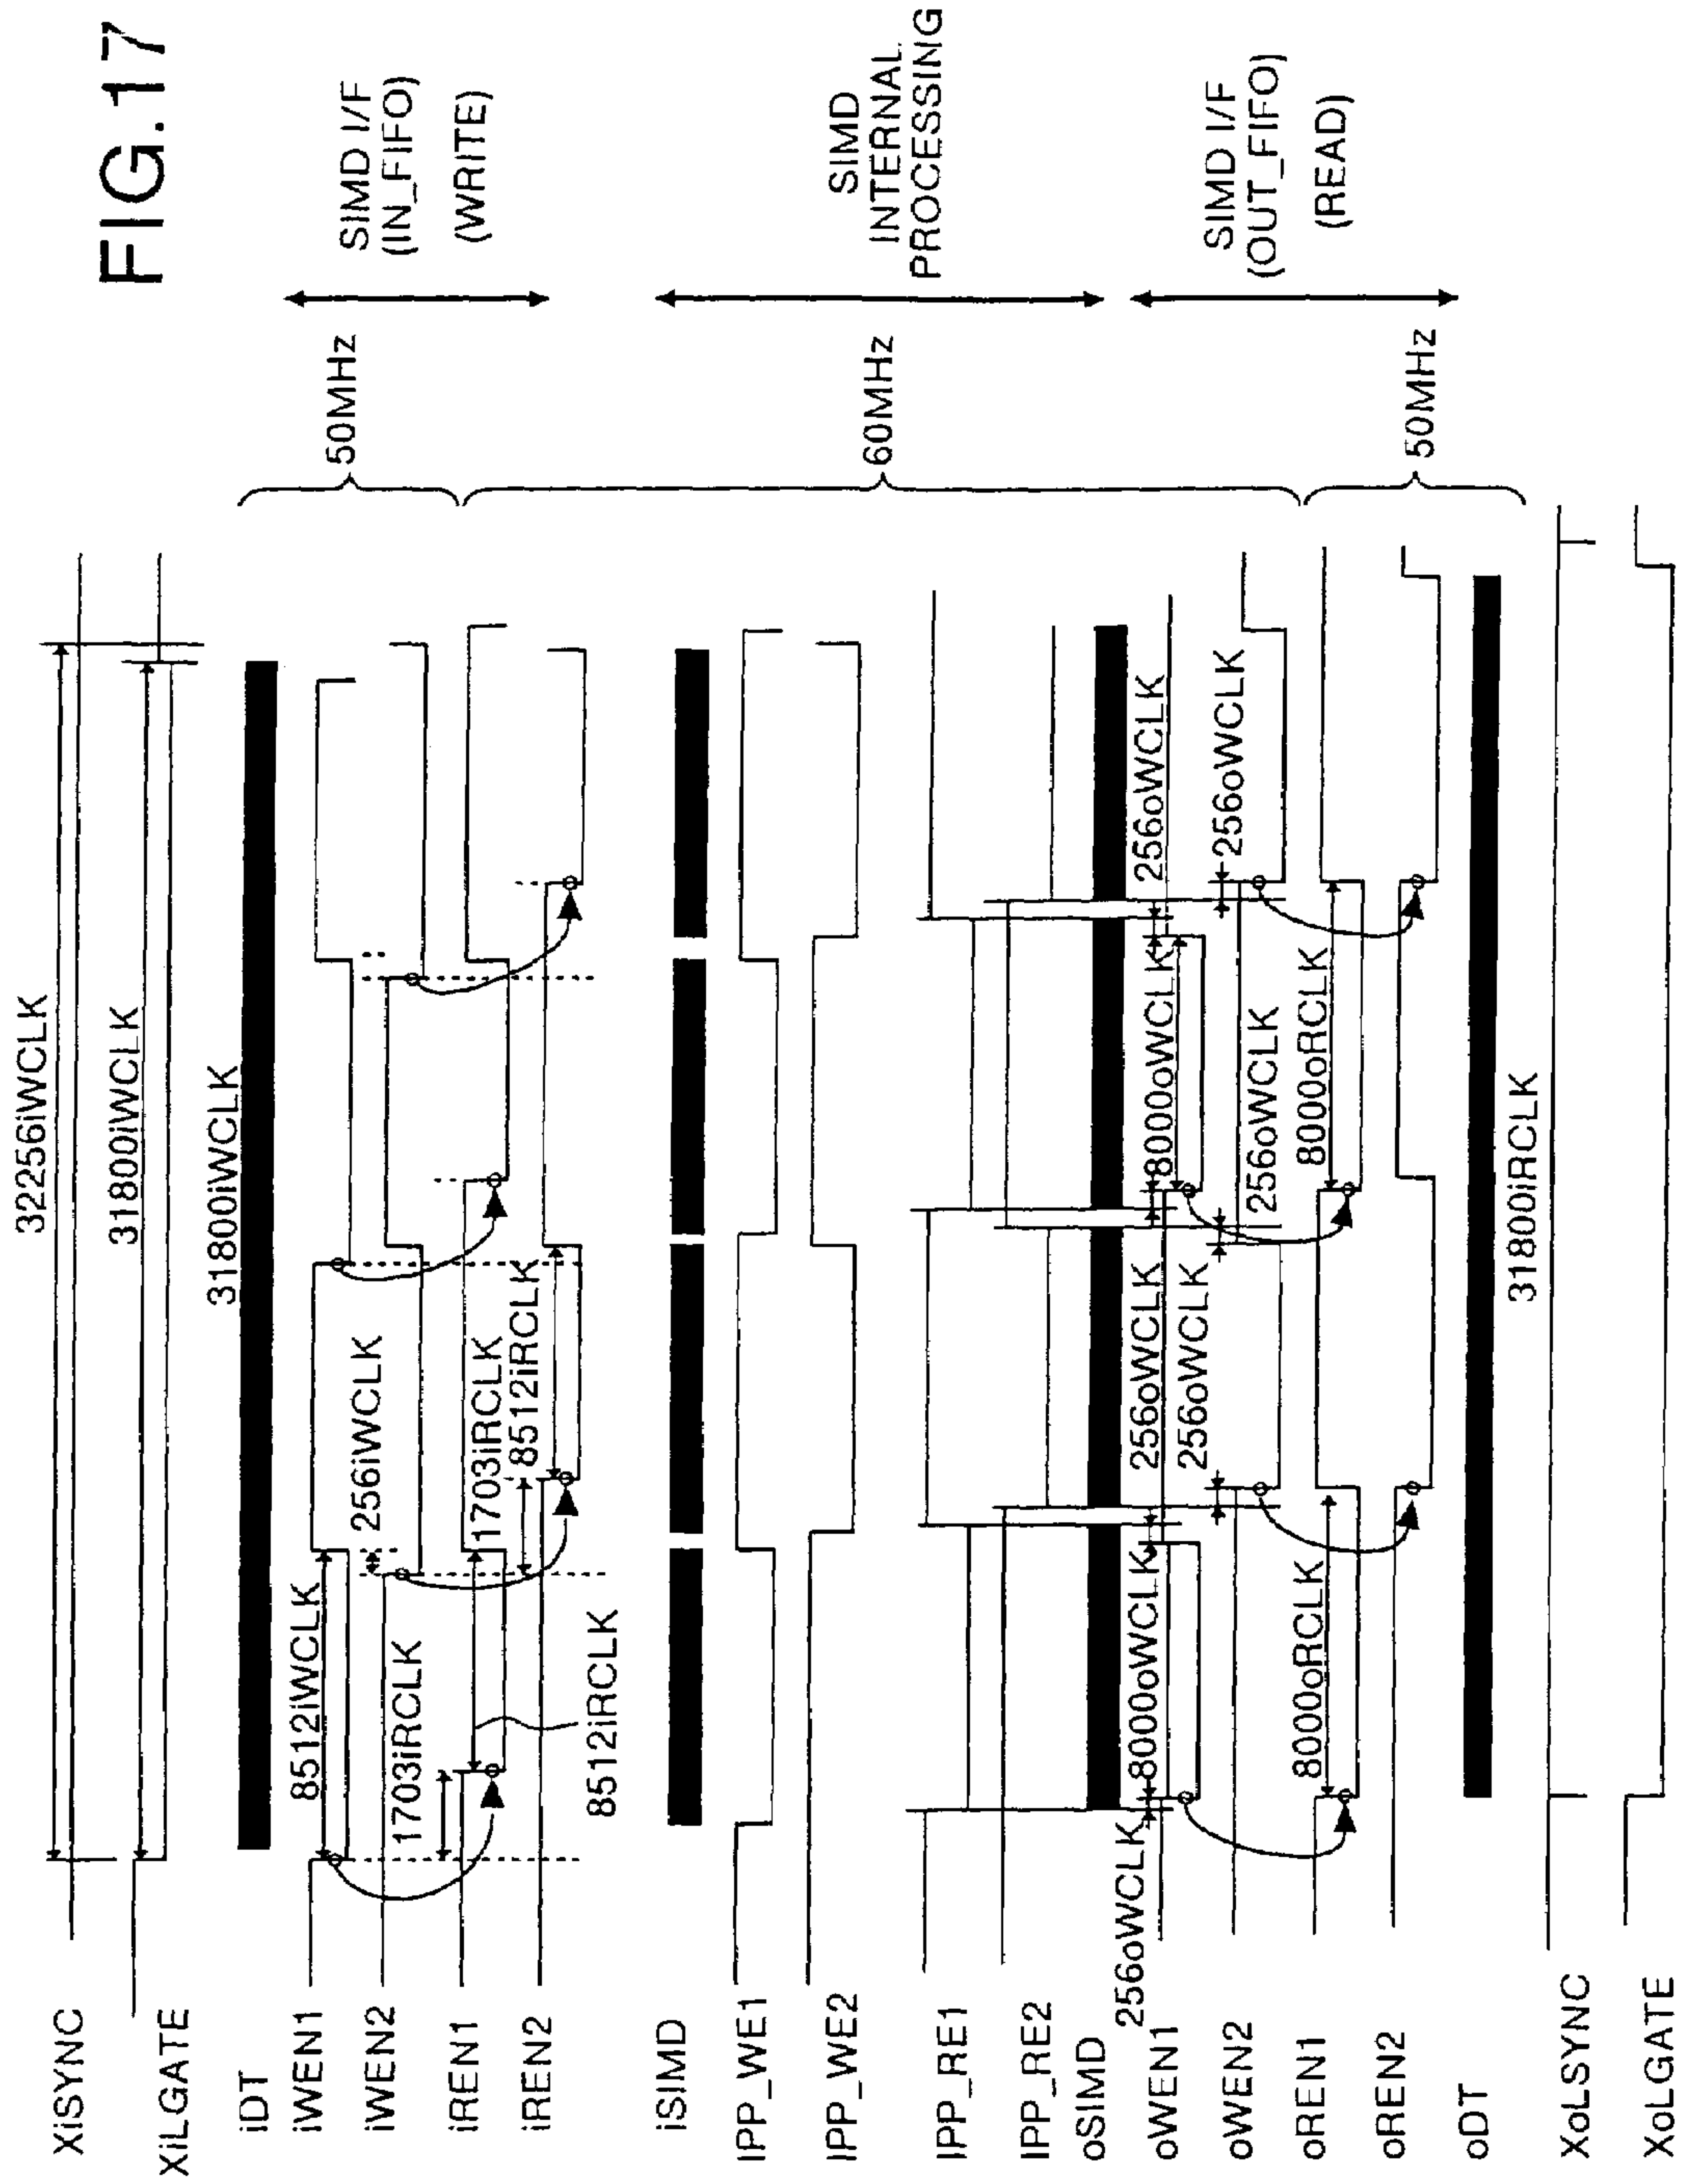 FIG.17
XiSYNC
32256iWCLK
XiLGATE
31800iWCLK
iDT
31800iWCLK
iWEN1
8512iWCLK
iWEN2
256iWCLK
iREN1
1703iRCLK
8512iRCLK
iREN2
1703iRCLK
8512iRCLK
50MHz
SIMD I/F
(IN_FIFO)
(WRITE)
iSIMD
IPP_WE1
IPP_WE2
IPP_RE1
IPP_RE2
oSIMD
60MHz
SIMD
INTERNAL
PROCESSING
oWEN1
256oWCLK
8000oWCLK
256oWCLK
8000oWCLK
256oWCLK
oWEN2
256oWCLK
256oWCLK
256oWCLK
oREN1
8000oRCLK
8000oRCLK
oREN2
50MHz
SIMD I/F
(OUT_FIFO)
(READ)
oDT
31800iRCLK
XoLSYNC
XoLGATE